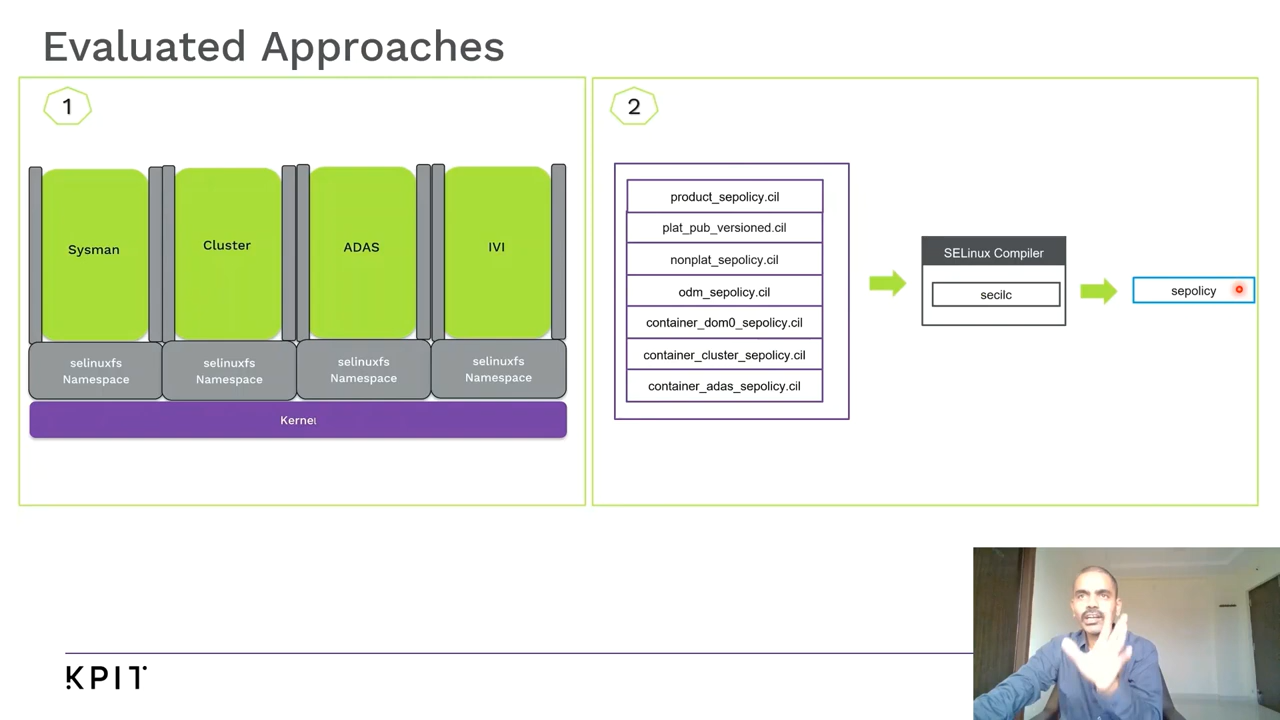 Evaluated Approaches
1
Sysman
Cluster
ADAS
IVI
selinuxfs
Namespace
selinuxfs
Namespace
selinuxfs
Namespace
selinuxfs
Namespace
Kernel
2
product_sepolicy.cil
plat_pub_versioned.cil
nonplat_sepolicy.cil
odm_sepolicy.cil
container_dom0_sepolicy.cil
container_cluster_sepolicy.cil
container_adas_sepolicy.cil
SELinux Compiler
secilc
sepolicy
KPIT